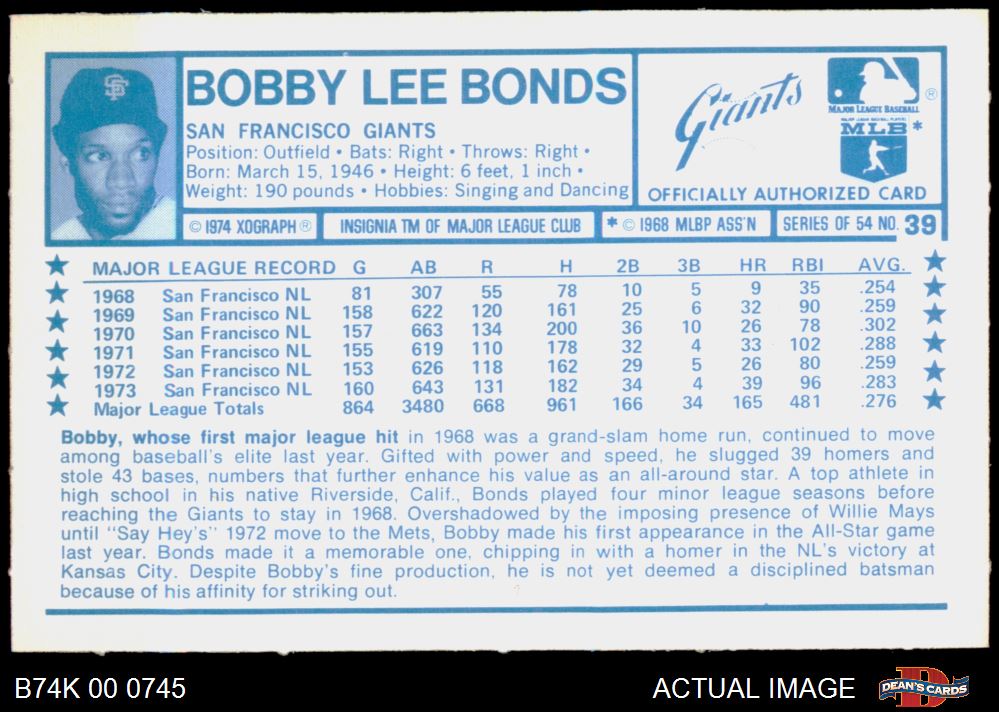 BOBBY LEE BONDS
SAN FRANCISCO GIANTS
Position: Outfield • Bats: Right • Throws: Right •
Born: March 15, 1946 • Height: 6 feet, 1 inch •
Weight: 190 pounds • Hobbies: Singing and Dancing
SF
Giants
MAJOR LEAGUE BASEBALL ®
MAJOR LEAGUE BASEBALL PLAYERS
MLB *
OFFICIALLY AUTHORIZED CARD
© 1974 XOGRAPH ® INSIGNIA TM OF MAJOR LEAGUE CLUB * © 1968 MLBP ASS'N SERIES OF 54 NO. 39
MAJOR LEAGUE RECORD G AB R H 2B 3B HR RBI AVG.
1968 San Francisco NL 81 307 55 78 10 5 9 35 .254
1969 San Francisco NL 158 622 120 161 25 6 32 90 .259
1970 San Francisco NL 157 663 134 200 36 10 26 78 .302
1971 San Francisco NL 155 619 110 178 32 4 33 102 .288
1972 San Francisco NL 153 626 118 162 29 5 26 80 .259
1973 San Francisco NL 160 643 131 182 34 4 39 96 .283
Major League Totals 864 3480 668 961 166 34 165 481 .276
Bobby, whose first major league hit in 1968 was a grand-slam home run, continued to move
among baseball's elite last year. Gifted with power and speed, he slugged 39 homers and
stole 43 bases, numbers that further enhance his value as an all-around star. A top athlete in
high school in his native Riverside, Calif., Bonds played four minor league seasons before
reaching the Giants to stay in 1968. Overshadowed by the imposing presence of Willie Mays
until "Say Hey's" 1972 move to the Mets, Bobby made his first appearance in the All-Star game
last year. Bonds made it a memorable one, chipping in with a homer in the NL's victory at
Kansas City. Despite Bobby's fine production, he is not yet deemed a disciplined batsman
because of his affinity for striking out.
B74K 00 0745 ACTUAL IMAGE D DEAN'S CARDS